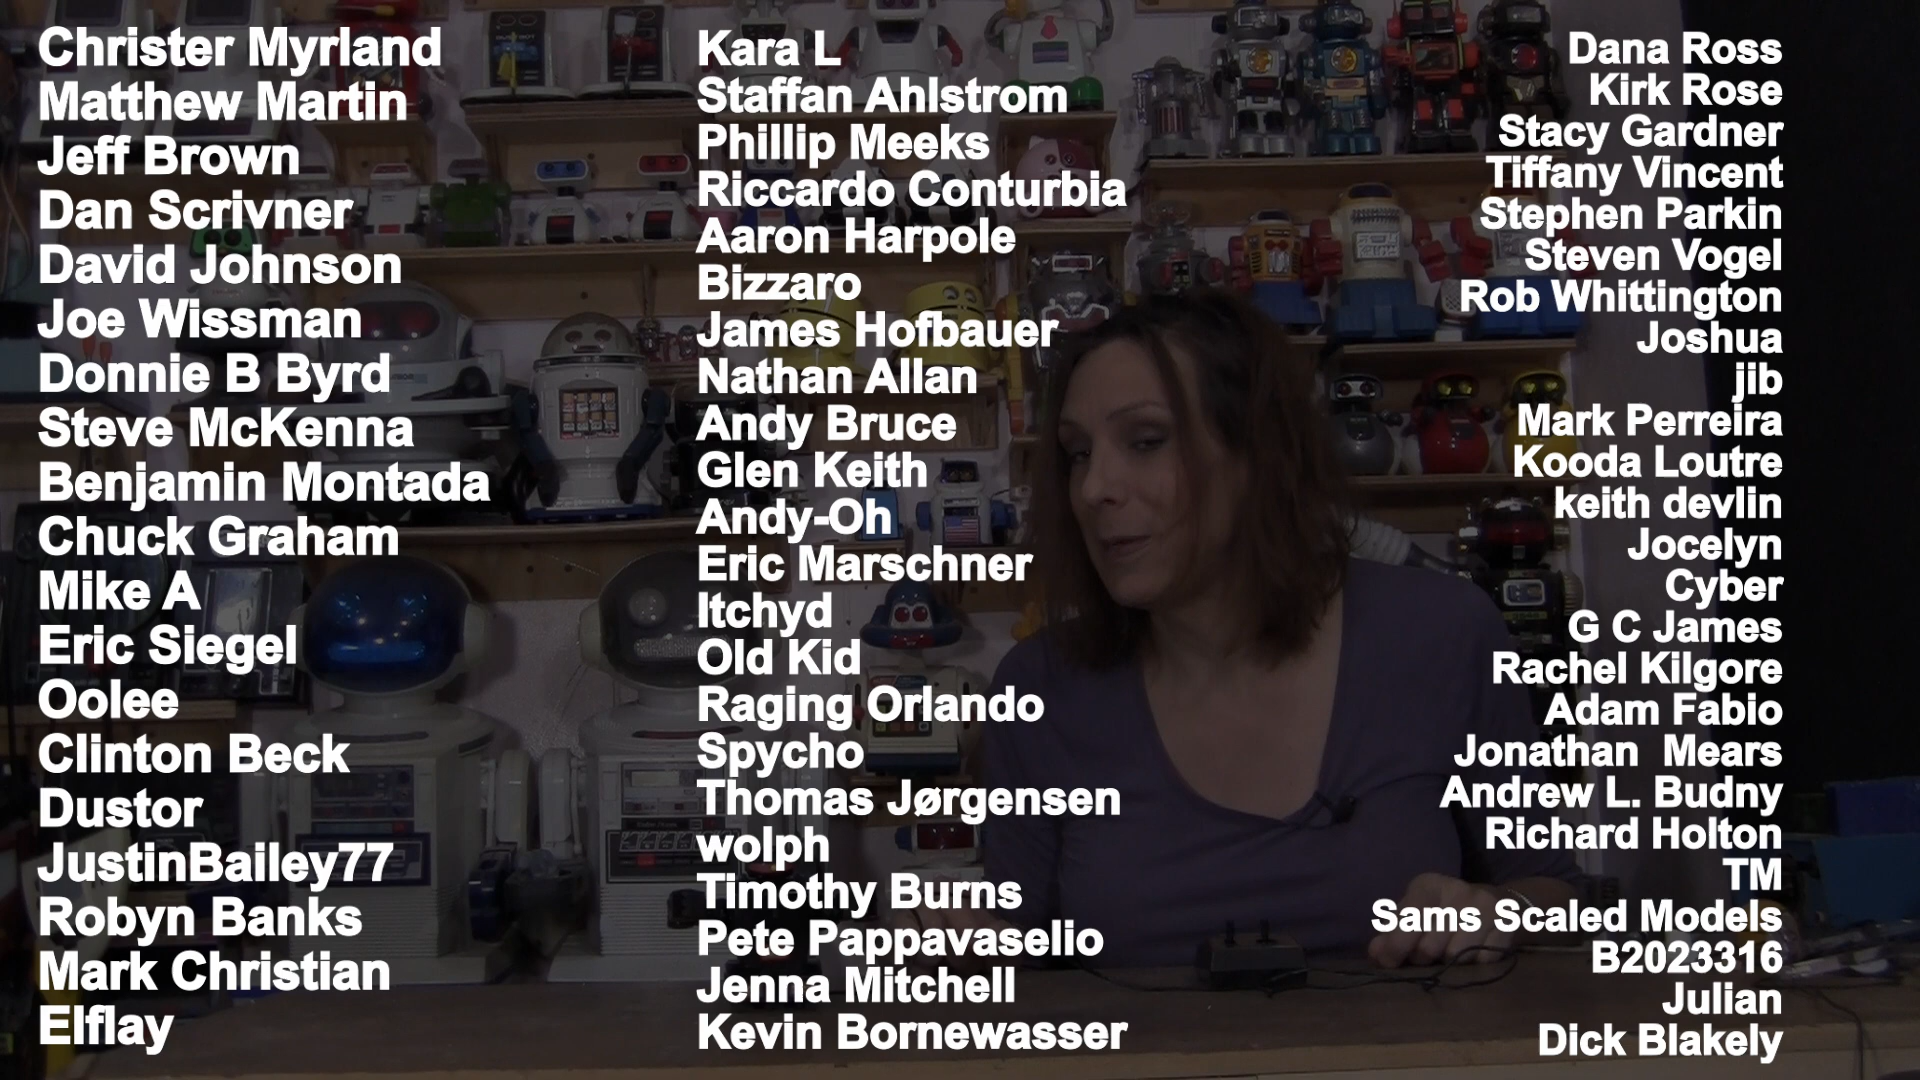 Christer Myrland
Matthew Martin
Jeff Brown
Dan Scrivner
David Johnson
Joe Wissman
Donnie B Byrd
Steve McKenna
Benjamin Montada
Chuck Graham
Mike A
Eric Siegel
Oolee
Clinton Beck
Dustor
JustinBailey77
Robyn Banks
Mark Christian
Elflay
Kara L
Staffan Ahlstrom
Phillip Meeks
Riccardo Conturbia
Aaron Harpole
Bizzaro
James Hofbauer
Nathan Allan
Andy Bruce
Glen Keith
Andy-Oh
Eric Marschner
Itchyd
Old Kid
Raging Orlando
Spycho
Thomas Jørgensen
wolph
Timothy Burns
Pete Pappavaselio
Jenna Mitchell
Kevin Bornewasser
Dana Ross
Kirk Rose
Stacy Gardner
Tiffany Vincent
Stephen Parkin
Steven Vogel
Rob Whittington
Joshua
jib
Mark Perreira
Kooda Loutre
keith devlin
Jocelyn
Cyber
G C James
Rachel Kilgore
Adam Fabio
Jonathan  Mears
Andrew L. Budny
Richard Holton
TM
Sams Scaled Models
B2023316
Julian
Dick Blakely